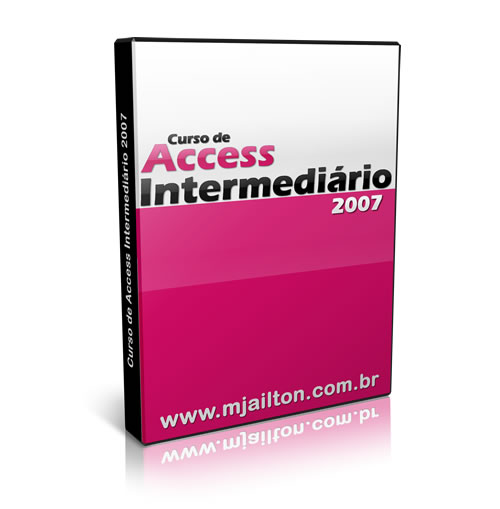 Curso de Access Intermediário 2007
Curso de
Access
Intermediário
2007
www.mjailton.com.br